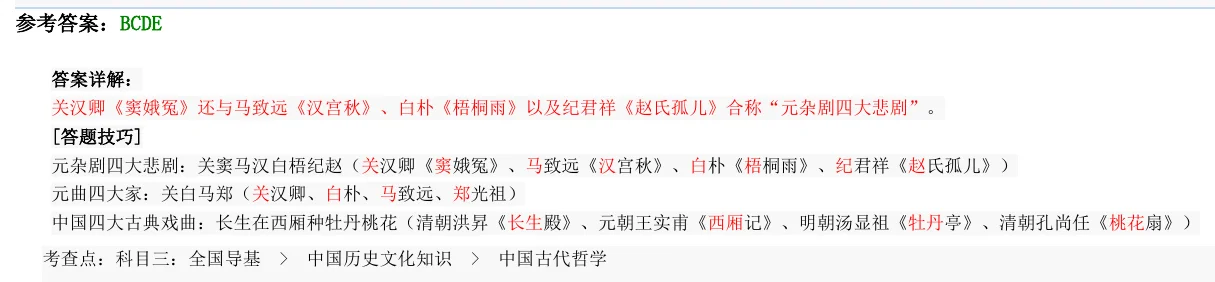 参考答案：BCDE
答案详解：
关汉卿《窦娥冤》还与马致远《汉宫秋》、白朴《梧桐雨》以及纪君祥《赵氏孤儿》合称“元杂剧四大悲剧”。
[答题技巧]
元杂剧四大悲剧：关窦马汉白梧纪赵（关汉卿《窦娥冤》、马致远《汉宫秋》、白朴《梧桐雨》、纪君祥《赵氏孤儿》）
元曲四大家：关白马郑（关汉卿、白朴、马致远、郑光祖）
中国四大古典戏曲：长生在西厢种牡丹桃花（清朝洪昇《长生殿》、元朝王实甫《西厢记》、明朝汤显祖《牡丹亭》、清朝孔尚任《桃花扇》）
考查点：科目三：全国导基 > 中国历史文化知识 > 中国古代哲学